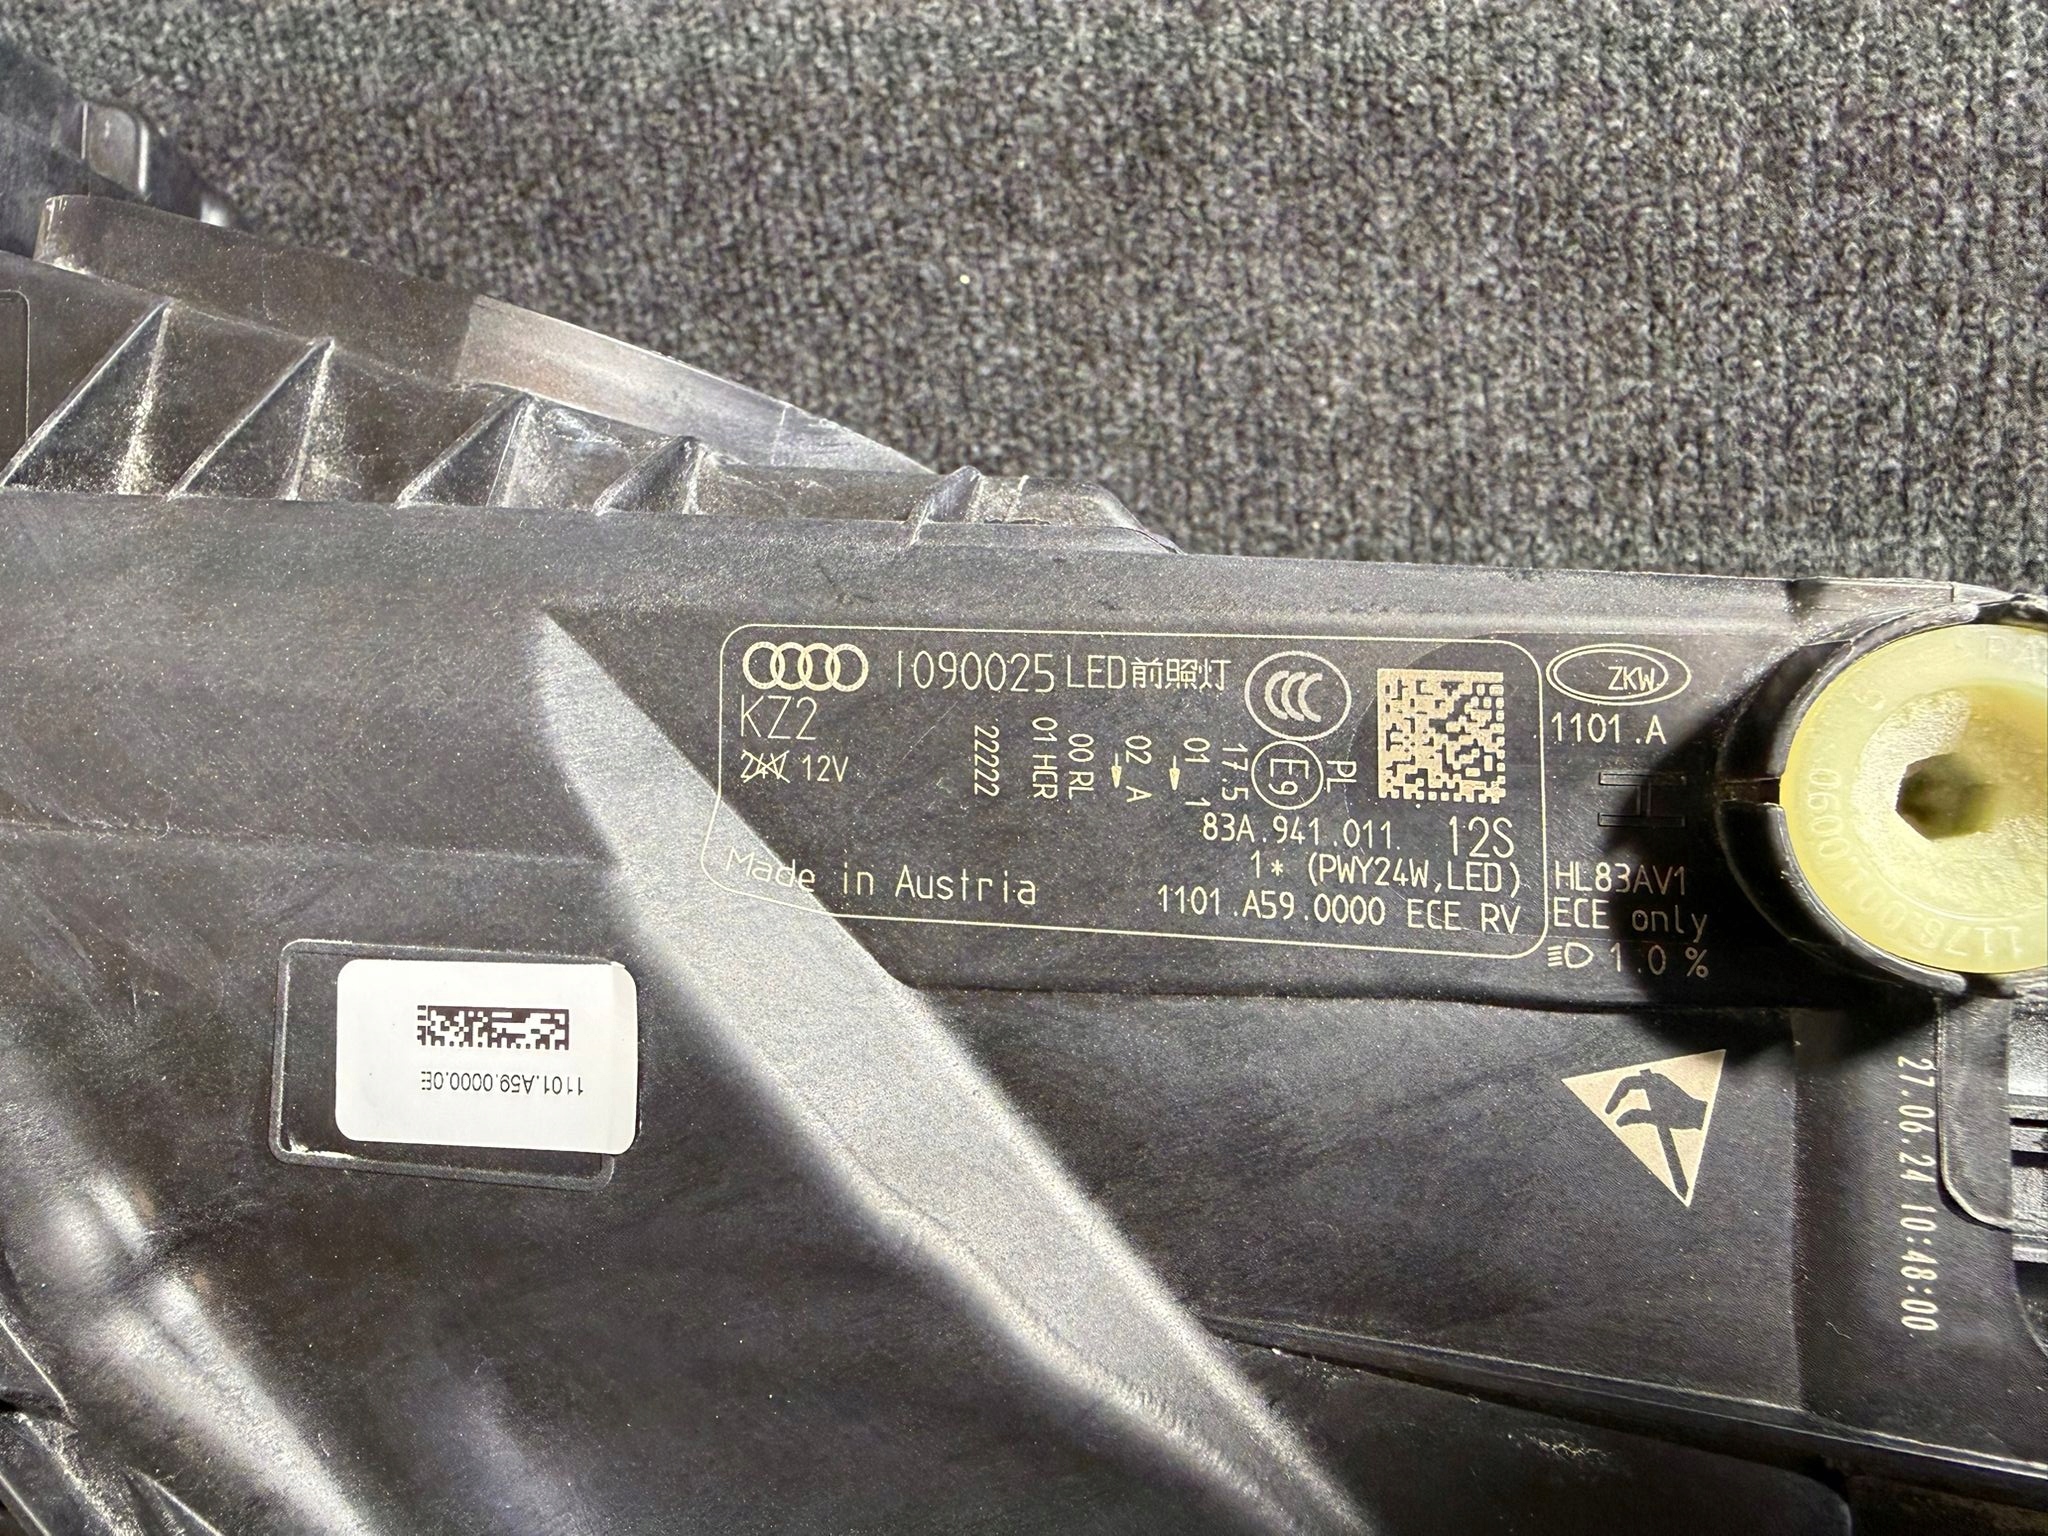 1090025 LED前照灯
KZ2
24V 12V
22222
01 HCR
00 RL
02 A
01 1
17.5
E9
PL
83A.941.011 12S
1* (PWY24W,LED)
1101.A59.0000 ECE RV
Made in Austria
ZKW
1101.A
H
HL83AV1
ECE only
1.0 %
1101.A59.0000.0E
27.06.24 10:48:00